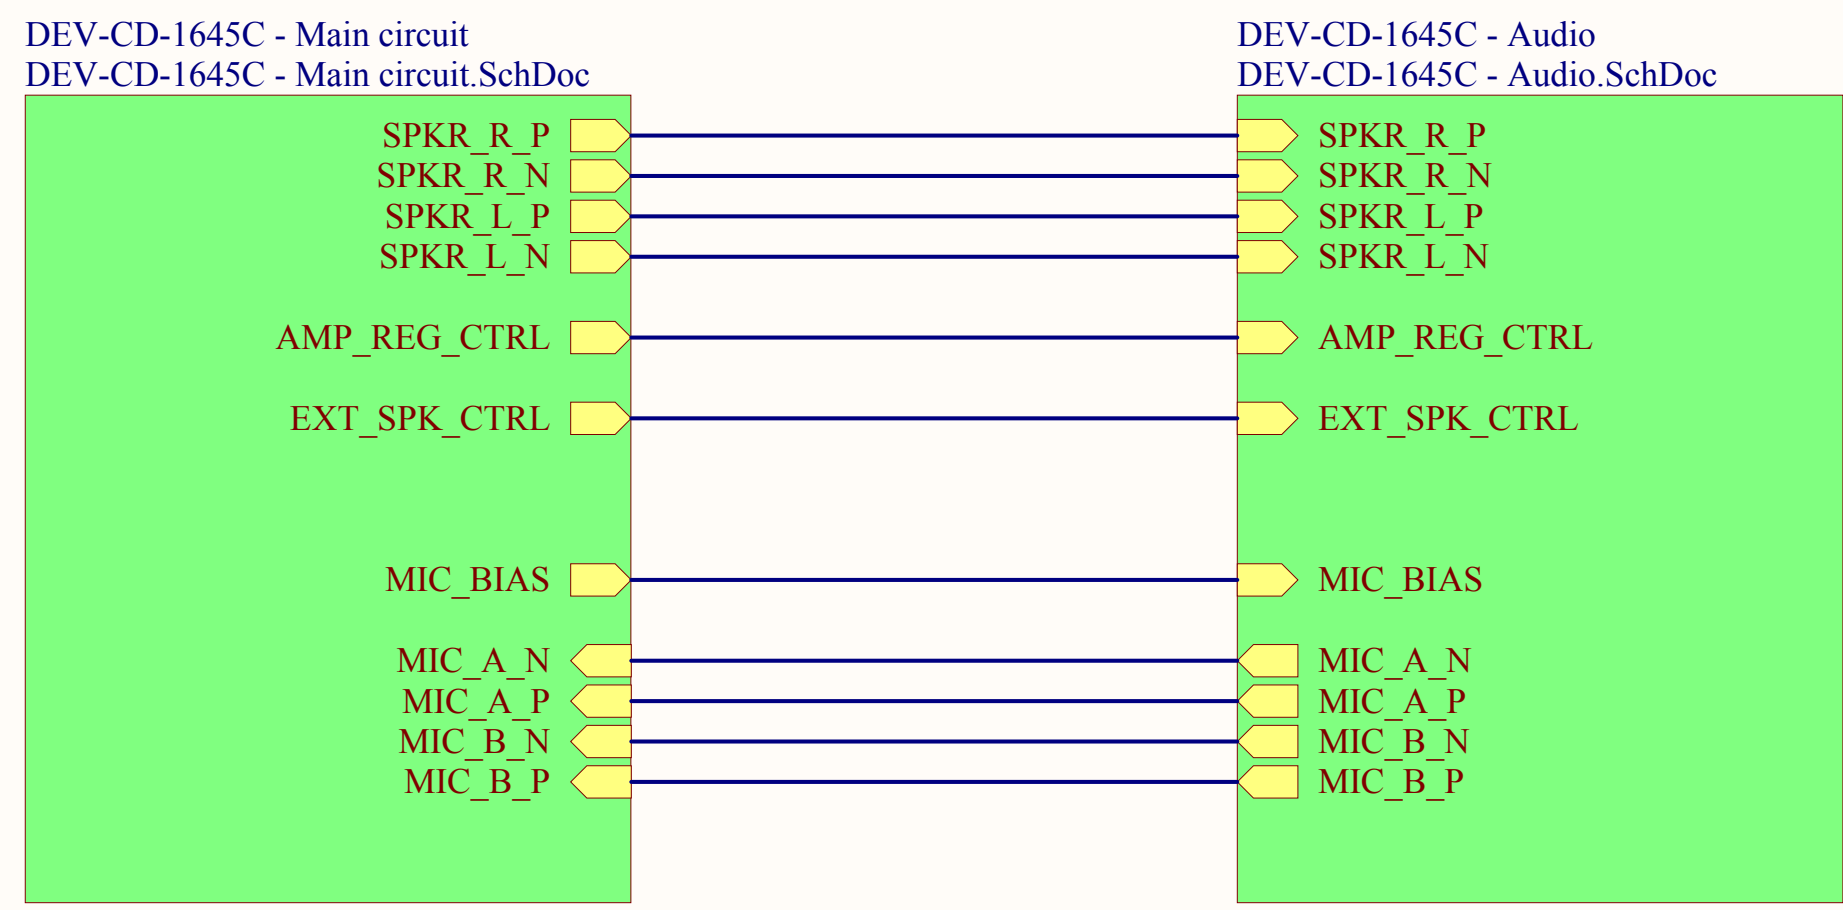 DEV-CD-1645C - Main circuit
DEV-CD-1645C - Main circuit.SchDoc
SPKR_R_P
SPKR_R_N
SPKR_L_P
SPKR_L_N
AMP_REG_CTRL
EXT_SPK_CTRL
MIC_BIAS
MIC_A_N
MIC_A_P
MIC_B_N
MIC_B_P
DEV-CD-1645C - Audio
DEV-CD-1645C - Audio.SchDoc
SPKR_R_P
SPKR_R_N
SPKR_L_P
SPKR_L_N
AMP_REG_CTRL
EXT_SPK_CTRL
MIC_BIAS
MIC_A_N
MIC_A_P
MIC_B_N
MIC_B_P